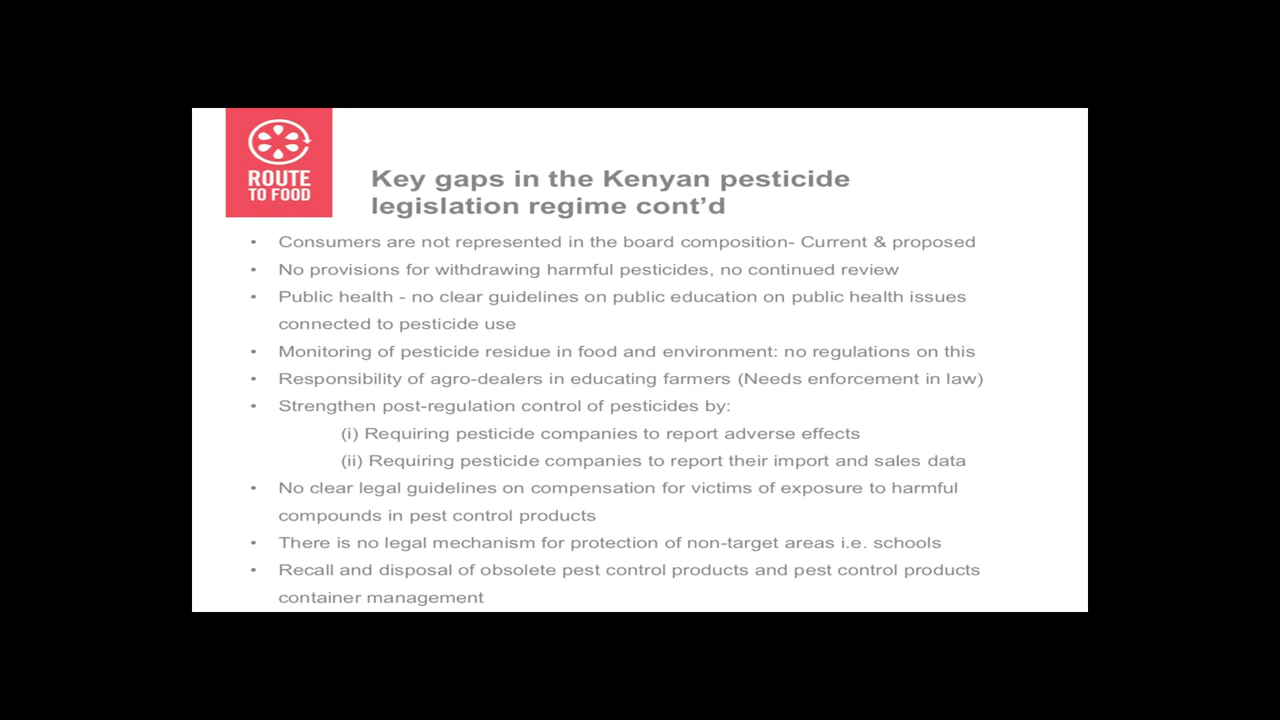 ROUTE
TO FOOD
Key gaps in the Kenyan pesticide
legislation regime cont’d
• Consumers are not represented in the board composition- Current & proposed
• No provisions for withdrawing harmful pesticides, no continued review
• Public health - no clear guidelines on public education on public health issues
connected to pesticide use
• Monitoring of pesticide residue in food and environment: no regulations on this
• Responsibility of agro-dealers in educating farmers (Needs enforcement in law)
• Strengthen post-regulation control of pesticides by:
(i) Requiring pesticide companies to report adverse effects
(ii) Requiring pesticide companies to report their import and sales data
• No clear legal guidelines on compensation for victims of exposure to harmful
compounds in pest control products
• There is no legal mechanism for protection of non-target areas i.e. schools
• Recall and disposal of obsolete pest control products and pest control products
container management